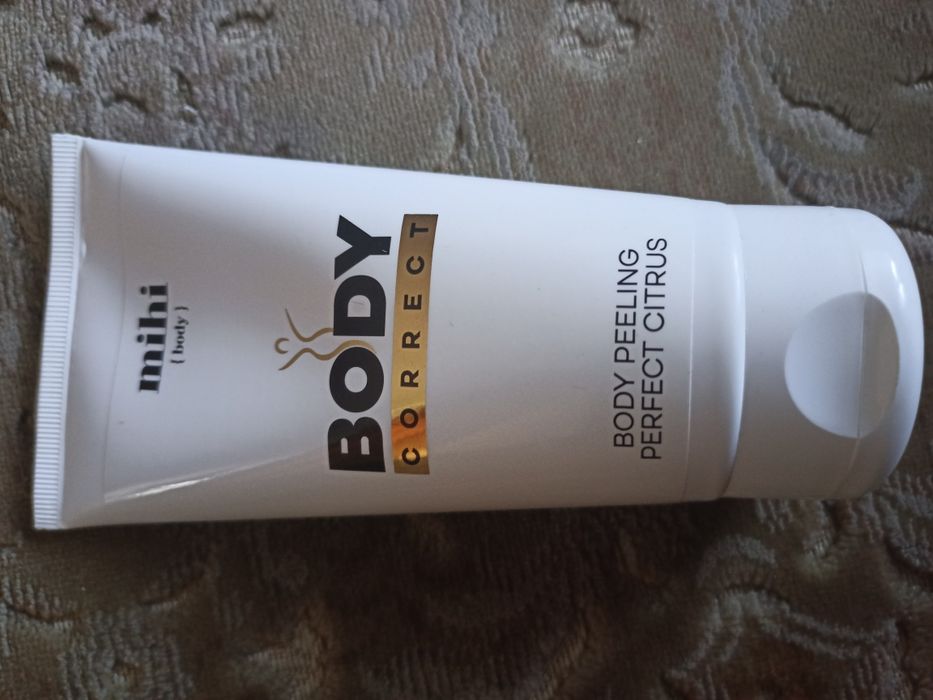 mihi
{ body }
BODY
CORRECT
BODY PEELING
PERFECT CITRUS